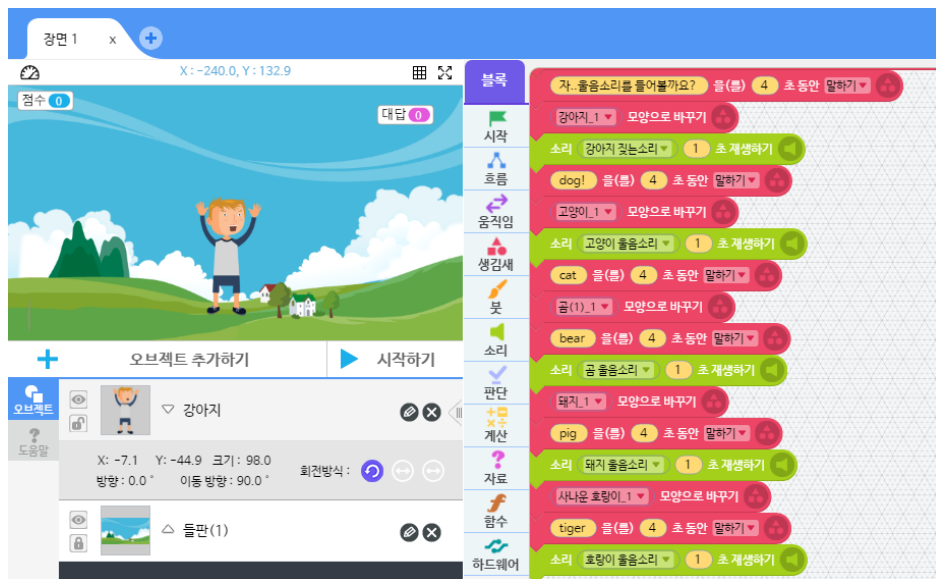 장면 1 x
X : -240.0, Y : 132.9
점수 0
대답 0
오브젝트 추가하기
시작하기
오브젝트
? 도움말
강아지
X: -7.1 Y: -44.9 크기 : 98.0
방향 : 0.0 ° 이동 방향 : 90.0 °
회전방식 :
들판(1)
블록
시작
흐름
움직임
생김새
붓
소리
판단
계산
? 자료
함수
하드웨어
자..울음소리를 들어볼까요? 을(를) 4 초 동안 말하기
강아지_1 모양으로 바꾸기
소리 강아지 짖는소리 1 초 재생하기
dog! 을(를) 4 초 동안 말하기
고양이_1 모양으로 바꾸기
소리 고양이 울음소리 1 초 재생하기
cat 을(를) 4 초 동안 말하기
곰(1)_1 모양으로 바꾸기
bear 을(를) 4 초 동안 말하기
소리 곰 울음소리 1 초 재생하기
돼지_1 모양으로 바꾸기
pig 을(를) 4 초 동안 말하기
소리 돼지 울음소리 1 초 재생하기
사나운 호랑이_1 모양으로 바꾸기
tiger 을(를) 4 초 동안 말하기
소리 호랑이 울음소리 1 초 재생하기